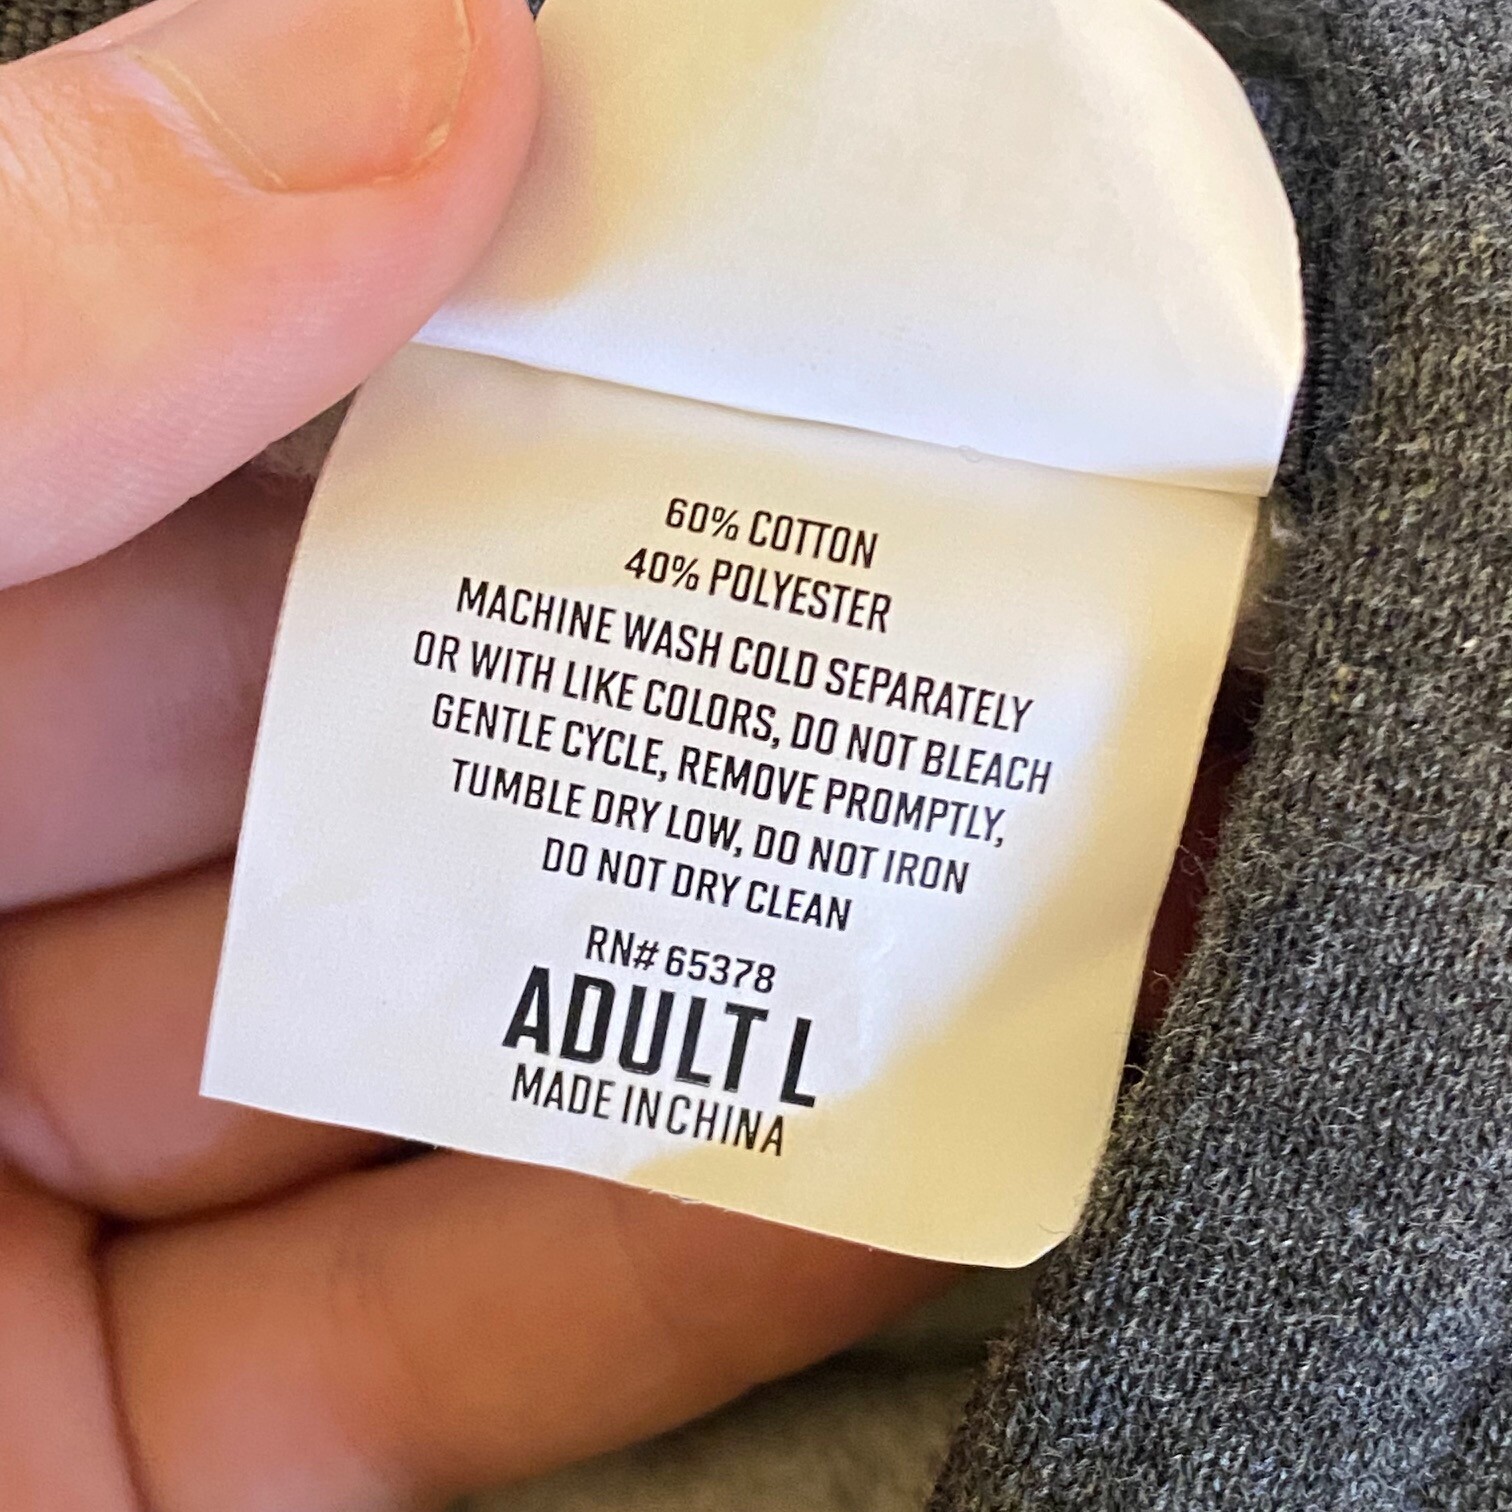 60% COTTON
40% POLYESTER
MACHINE WASH COLD SEPARATELY
OR WITH LIKE COLORS, DO NOT BLEACH
GENTLE CYCLE, REMOVE PROMPTLY,
TUMBLE DRY LOW, DO NOT IRON
DO NOT DRY CLEAN
RN# 65378
ADULT L
MADE IN CHINA